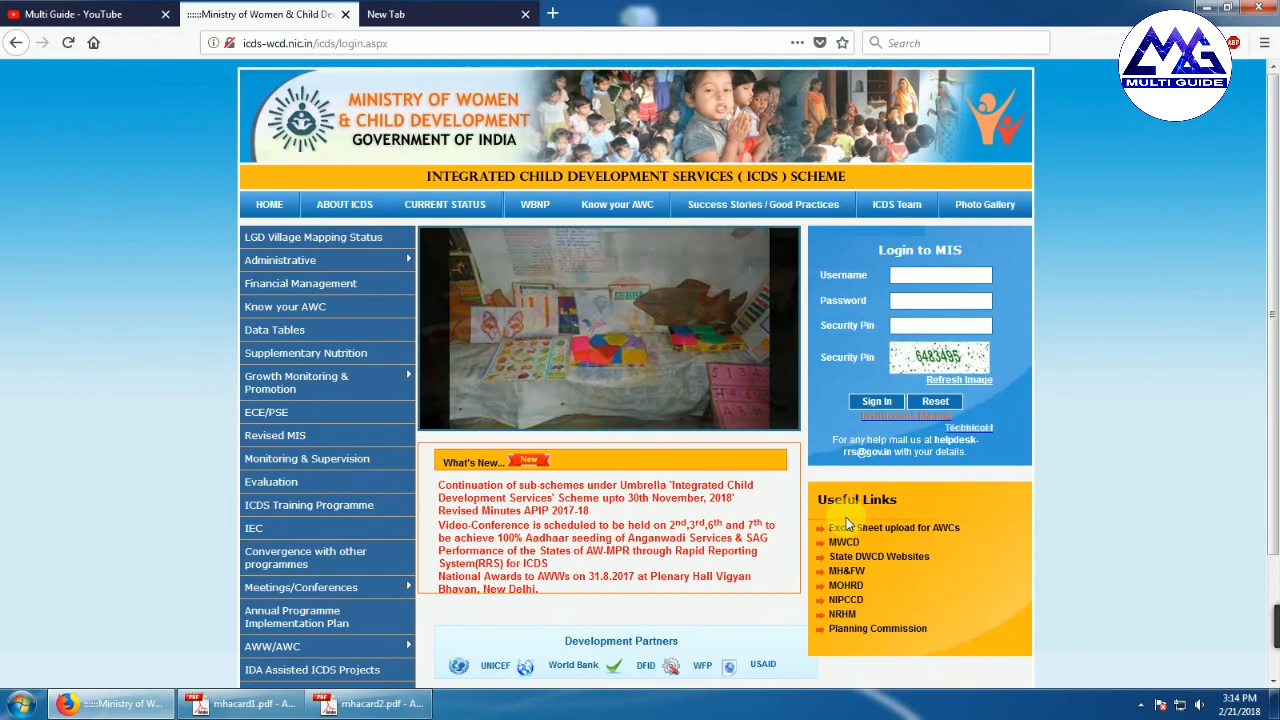 Multi Guide - YouTube
:::::Ministry of Women & Child De
New Tab
icds-wcd.nic.in/icds/login.aspx
Search
ABP
MG
MULTI GUIDE
MINISTRY OF WOMEN
& CHILD DEVELOPMENT
GOVERNMENT OF INDIA
INTEGRATED CHILD DEVELOPMENT SERVICES ( ICDS ) SCHEME
HOME
ABOUT ICDS
CURRENT STATUS
WBNP
Know your AWC
Success Stories / Good Practices
ICDS Team
Photo Gallery
LGD Village Mapping Status
Administrative
Financial Management
Know your AWC
Data Tables
Supplementary Nutrition
Growth Monitoring &
Promotion
ECE/PSE
Revised MIS
Monitoring & Supervision
Evaluation
ICDS Training Programme
IEC
Convergence with other
programmes
Meetings/Conferences
Annual Programme
Implementation Plan
AWW/AWC
IDA Assisted ICDS Projects
What's New... New
Continuation of sub-schemes under Umbrella 'Integrated Child
Development Services' Scheme upto 30th November, 2018'
Revised Minutes APIP 2017-18
Video-Conference is scheduled to be held on 2nd,3rd,6th and 7th to
be achieve 100% Aadhaar seeding of Anganwadi Services & SAG
Performance of the States of AW-MPR through Rapid Reporting
System(RRS) for ICDS
National Awards to AWWs on 31.8.2017 at Plenary Hall Vigyan
Bhavan, New Delhi.
Development Partners
UNICEF
World Bank
DFID
WFP
USAID
Login to MIS
Username
Password
Security Pin
Security Pin
6483495
Refresh Image
Sign In
Reset
Instructions Manual
Technical
For any help mail us at helpdesk-
rrs@gov.in with your details.
Useful Links
Excel Sheet upload for AWCs
MWCD
State DWCD Websites
MH&FW
MOHRD
NIPCCD
NRHM
Planning Commission
:::::Ministry of W...
mhacard1.pdf - A...
mhacard2.pdf - A...
3:14 PM
2/21/2018